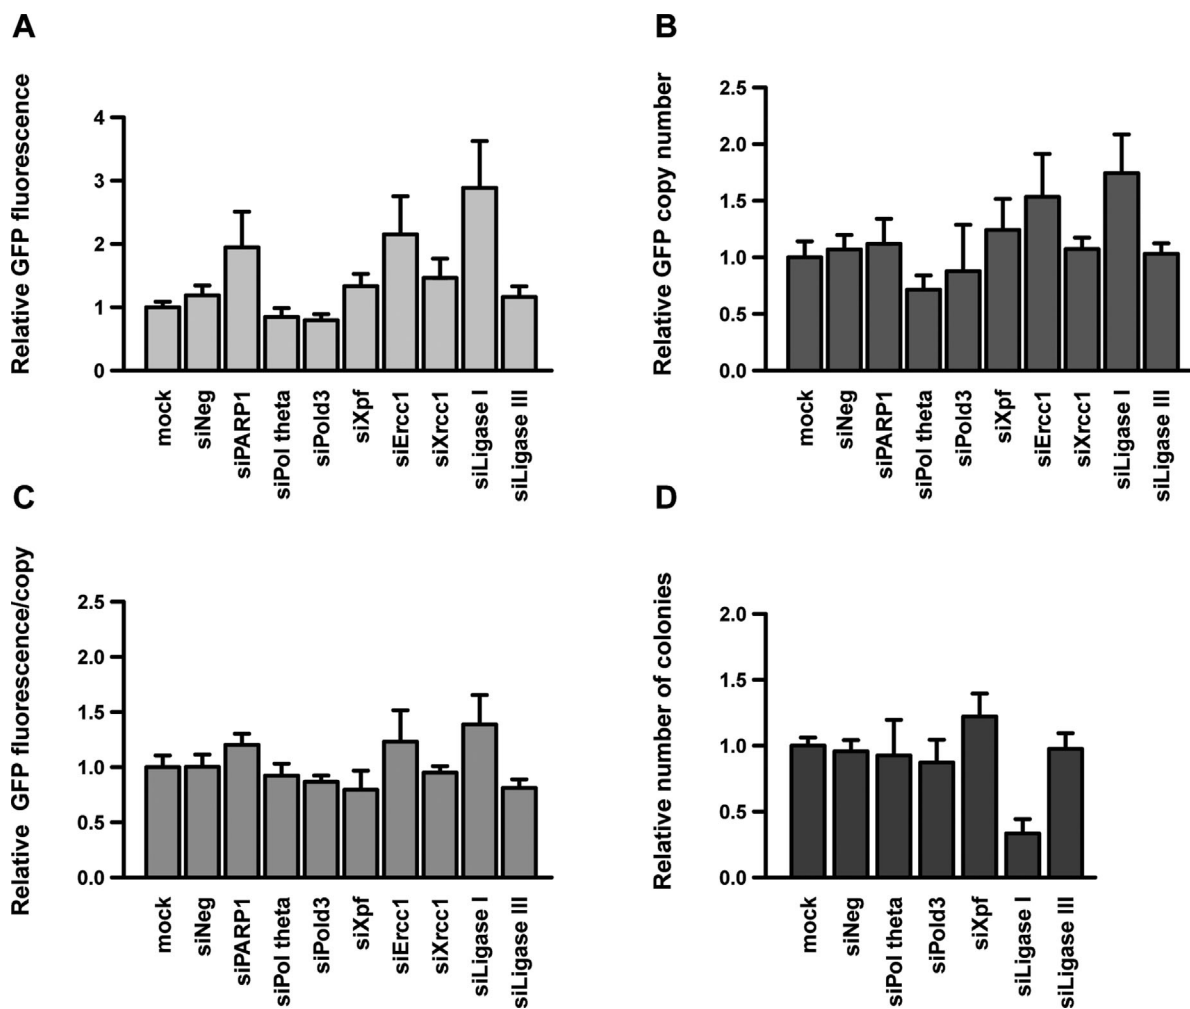 A
Relative GFP fluorescence
4
3
2
1
0
mock
siNeg
siPARP1
siPol theta
siPold3
siXpf
siErcc1
siXrcc1
siLigase I
siLigase III
B
Relative GFP copy number
2.5
2.0
1.5
1.0
0.5
0.0
mock
siNeg
siPARP1
siPol theta
siPold3
siXpf
siErcc1
siXrcc1
siLigase I
siLigase III
C
Relative GFP fluorescence/copy
2.5
2.0
1.5
1.0
0.5
0.0
mock
siNeg
siPARP1
siPol theta
siPold3
siXpf
siErcc1
siXrcc1
siLigase I
siLigase III
D
Relative number of colonies
2.0
1.5
1.0
0.5
0.0
mock
siNeg
siPol theta
siPold3
siXpf
siLigase I
siLigase III